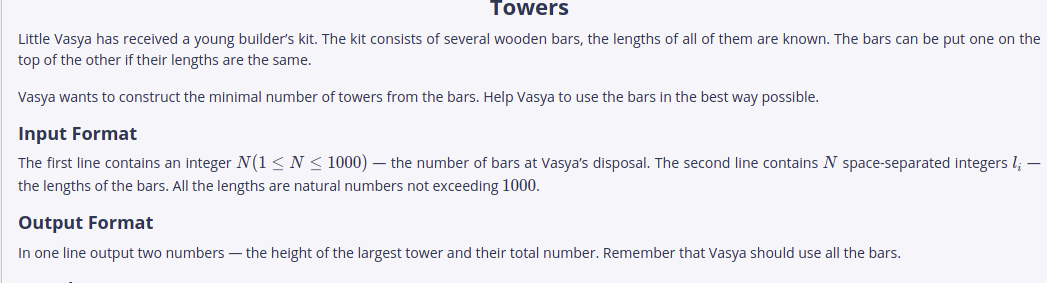 Towers
Little Vasya has received a young builder’s kit. The kit consists of several wooden bars, the lengths of all of them are known. The bars can be put one on the
top of the other if their lengths are the same.
Vasya wants to construct the minimal number of towers from the bars. Help Vasya to use the bars in the best way possible.
Input Format
The first line contains an integer N(1 ≤ N ≤ 1000) — the number of bars at Vasya’s disposal. The second line contains N space-separated integers lᵢ —
the lengths of the bars. All the lengths are natural numbers not exceeding 1000.
Output Format
In one line output two numbers — the height of the largest tower and their total number. Remember that Vasya should use all the bars.